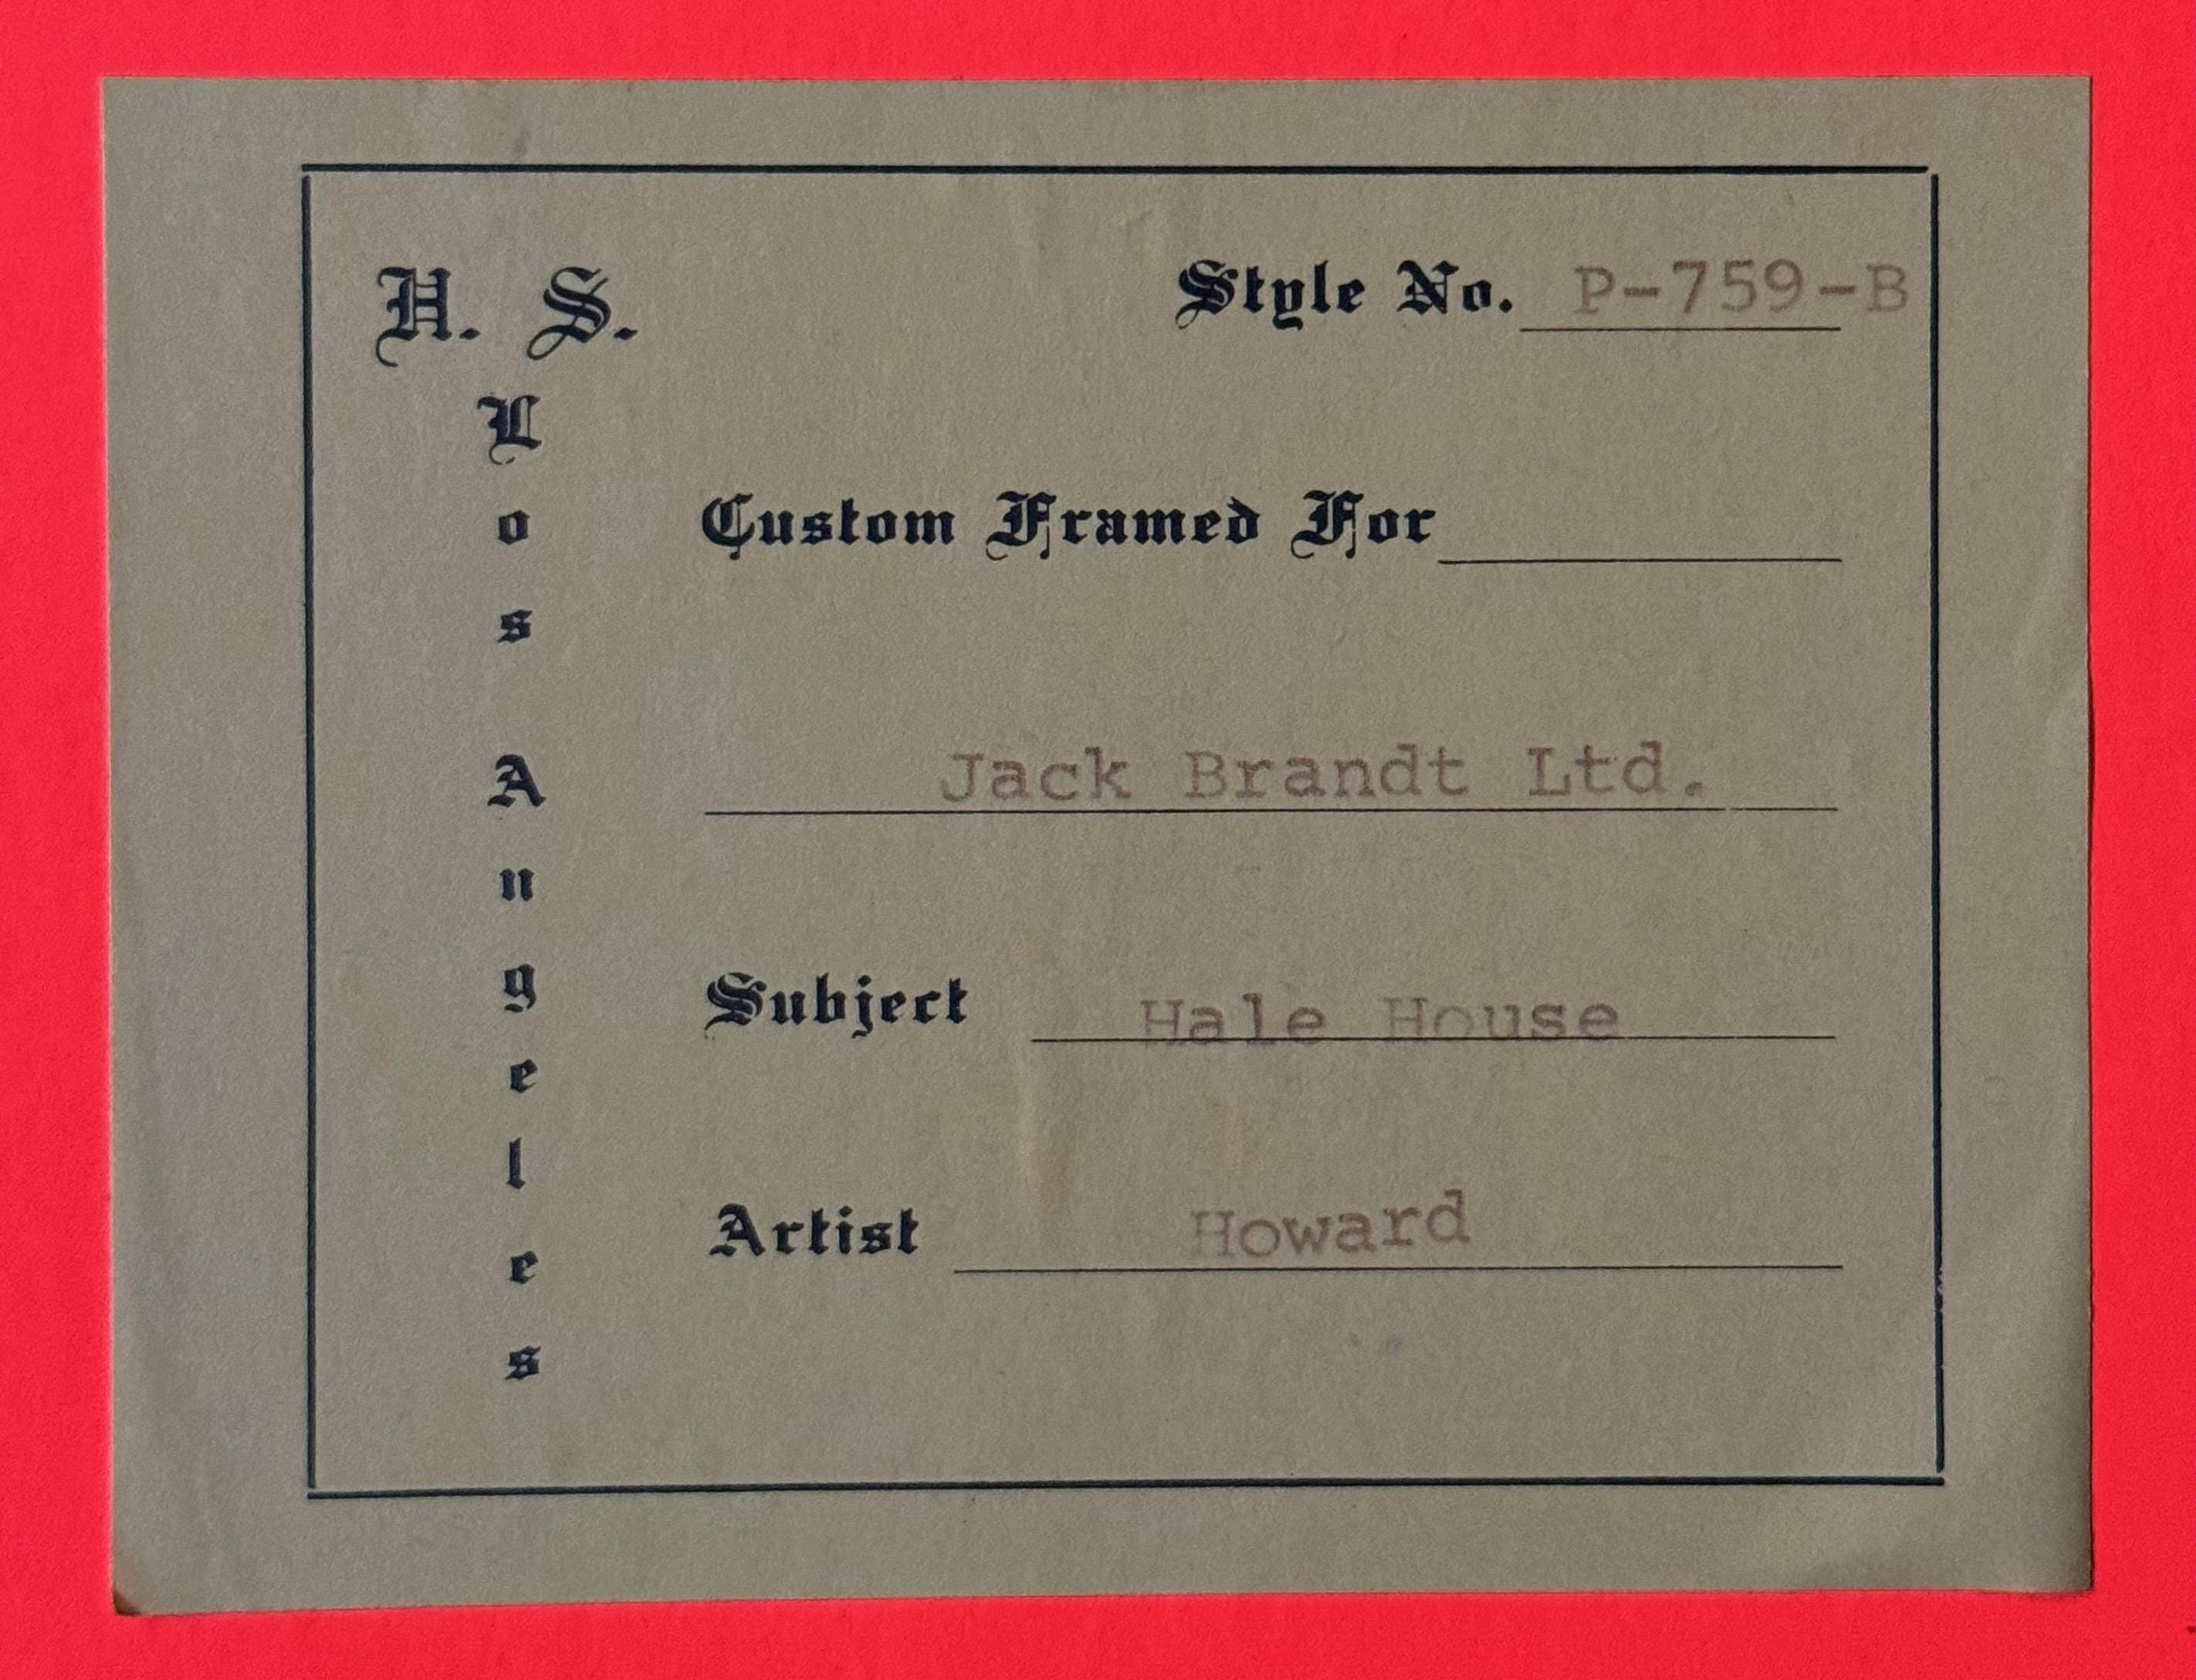 H. S.
Style No. P-759-B
Los Angeles
Custom Framed For
Jack Brandt Ltd.
Subject Hale House
Artist Howard